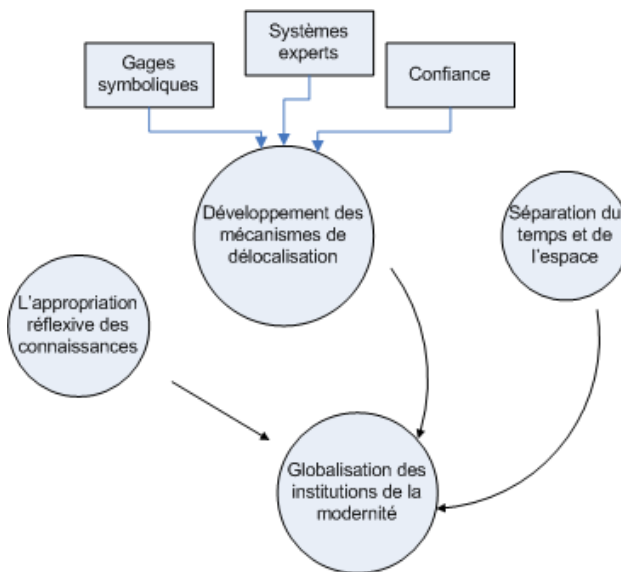 Systèmes
experts
Gages
symboliques
Confiance
Développement des
mécanismes de
délocalisation
Séparation du
temps et de
l'espace
L'appropriation
réflexive des
connaissances
Globalisation des
institutions de la
modernité